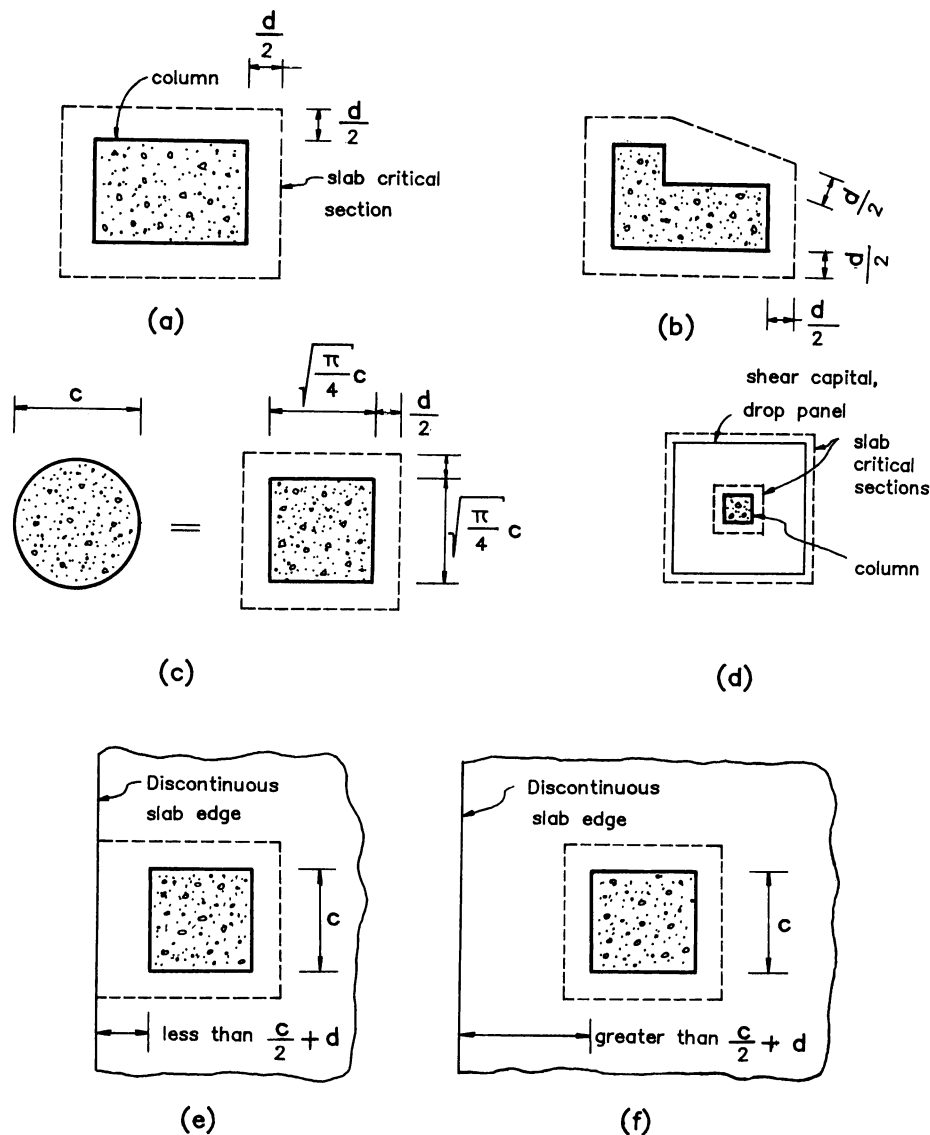 d/2
column
d/2
slab critical
section
(a)
d/2
d/2
d/2
(b)
c
√(π/4) c
d/2
=
√(π/4) c
(c)
shear capital,
drop panel
slab
critical
sections
column
(d)
Discontinuous
slab edge
c
less than c/2 + d
(e)
Discontinuous
slab edge
c
greater than c/2 + d
(f)